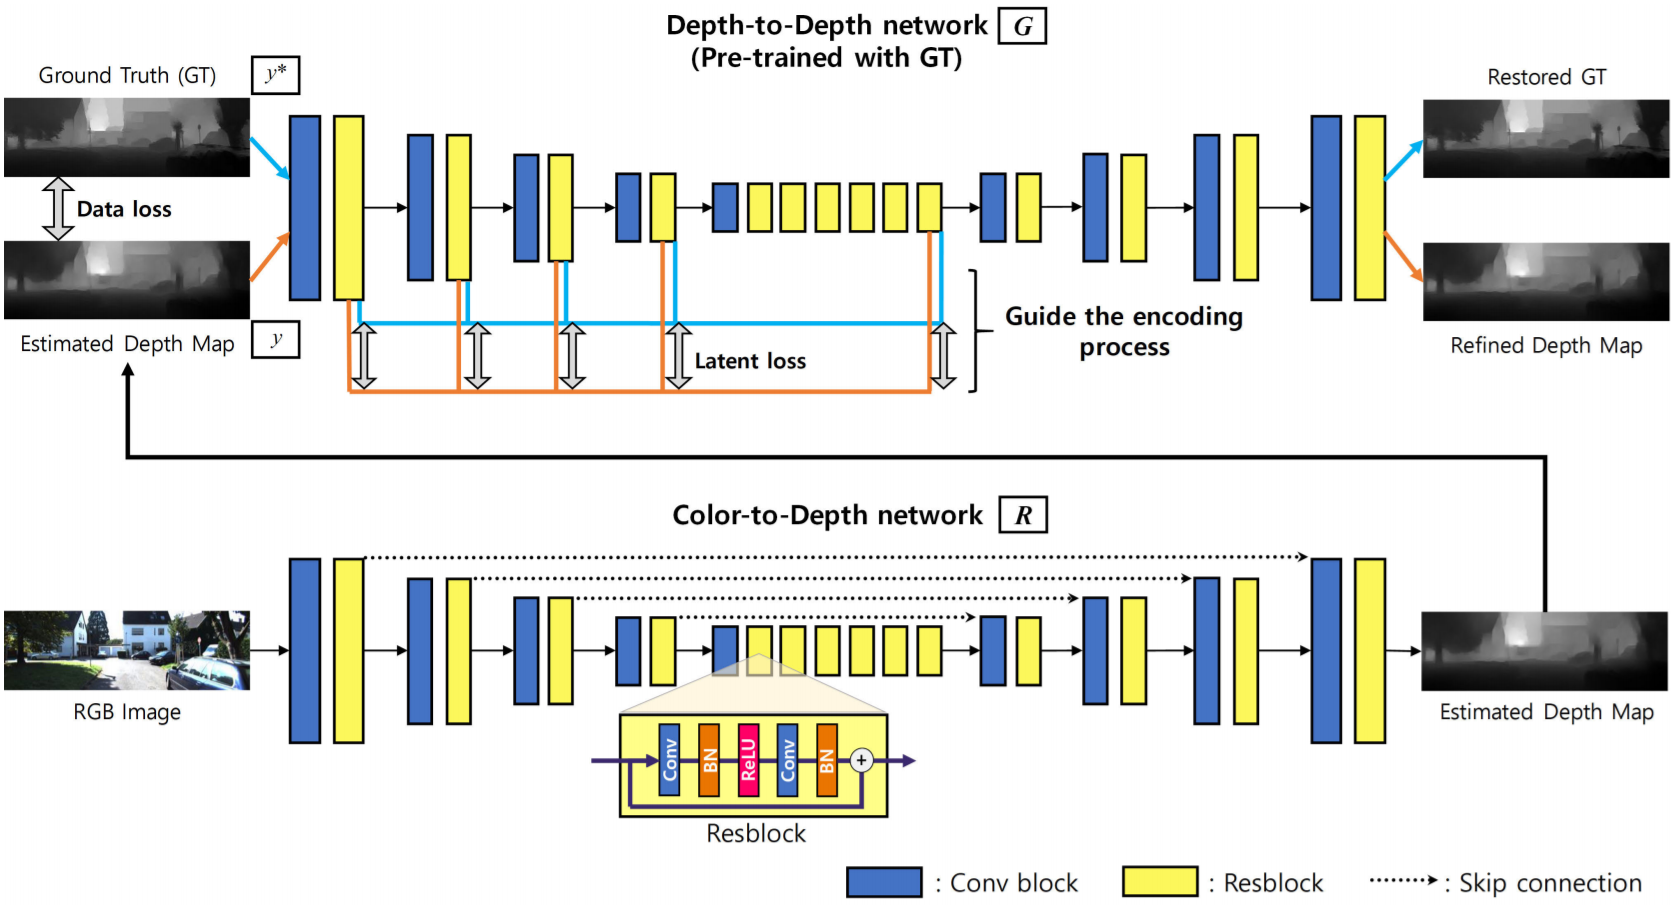 Depth-to-Depth network G
(Pre-trained with GT)
Ground Truth (GT) y*
Restored GT
Data loss
Estimated Depth Map y
Guide the encoding
process
Latent loss
Refined Depth Map
Color-to-Depth network R
RGB Image
Estimated Depth Map
Conv BN ReLU Conv BN +
Resblock
: Conv block : Resblock : Skip connection